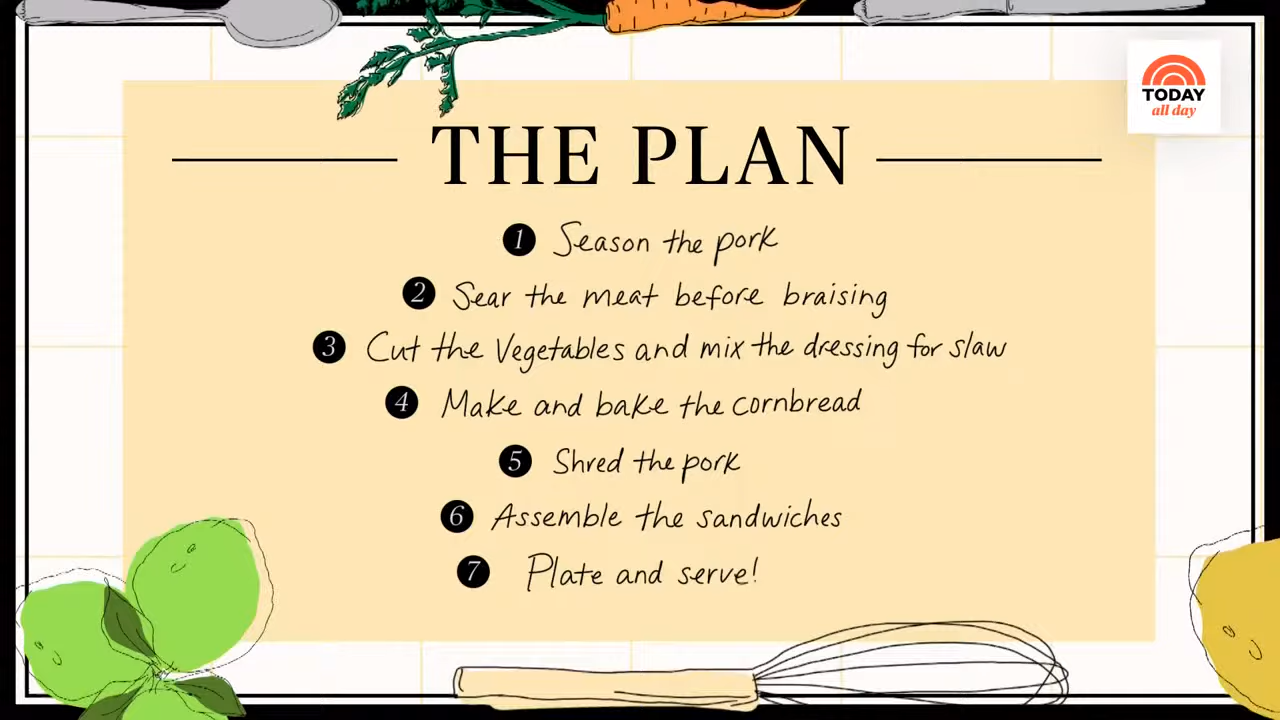 TODAY
all day
THE PLAN
1 Season the pork
2 Sear the meat before braising
3 Cut the Vegetables and mix the dressing for slaw
4 Make and bake the cornbread
5 Shred the pork
6 Assemble the sandwiches
7 Plate and serve!